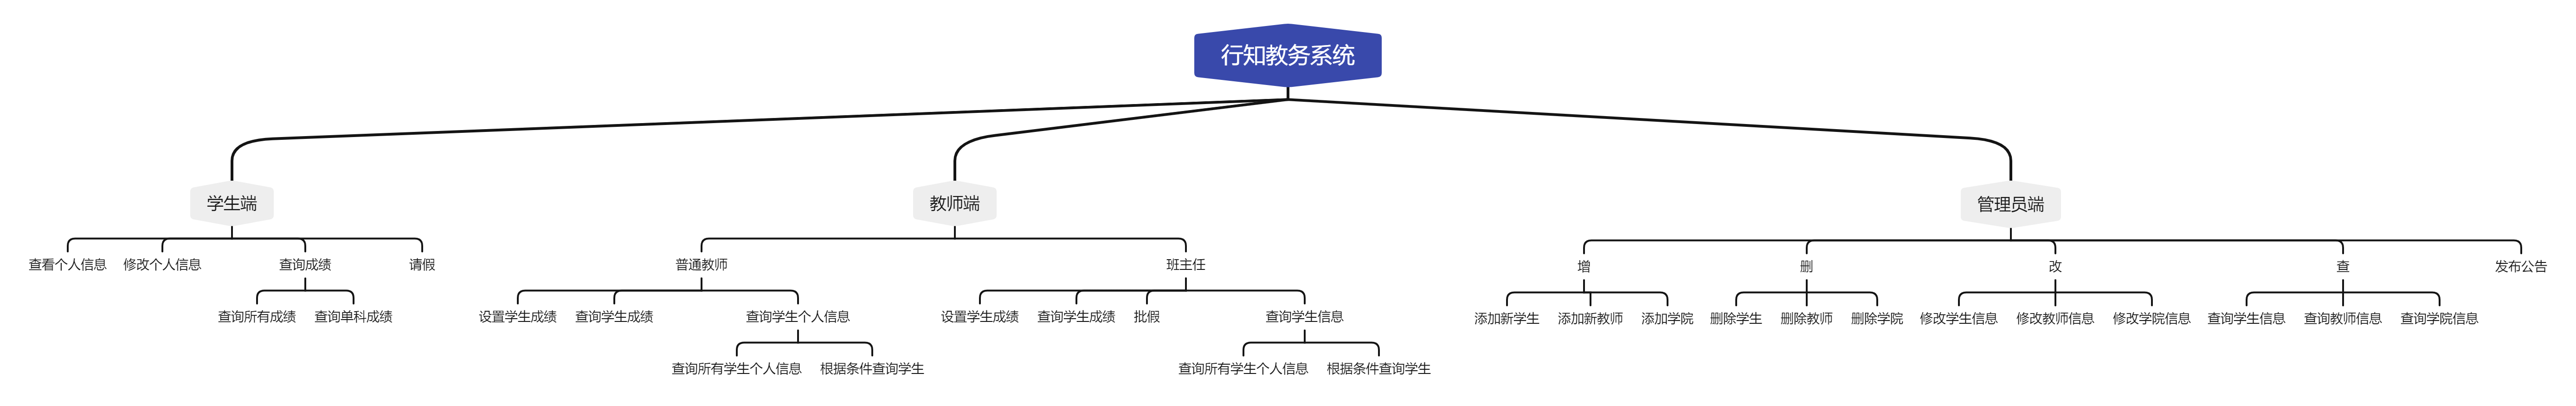 行知教务系统
学生端
教师端
管理员端
查看个人信息
修改个人信息
查询成绩
请假
普通教师
班主任
增
删
改
查
发布公告
查询所有成绩
查询单科成绩
设置学生成绩
查询学生成绩
查询学生个人信息
设置学生成绩
查询学生成绩
批假
查询学生信息
添加新学生
添加新教师
添加学院
删除学生
删除教师
删除学院
修改学生信息
修改教师信息
修改学院信息
查询学生信息
查询教师信息
查询学院信息
查询所有学生个人信息
根据条件查询学生
查询所有学生个人信息
根据条件查询学生